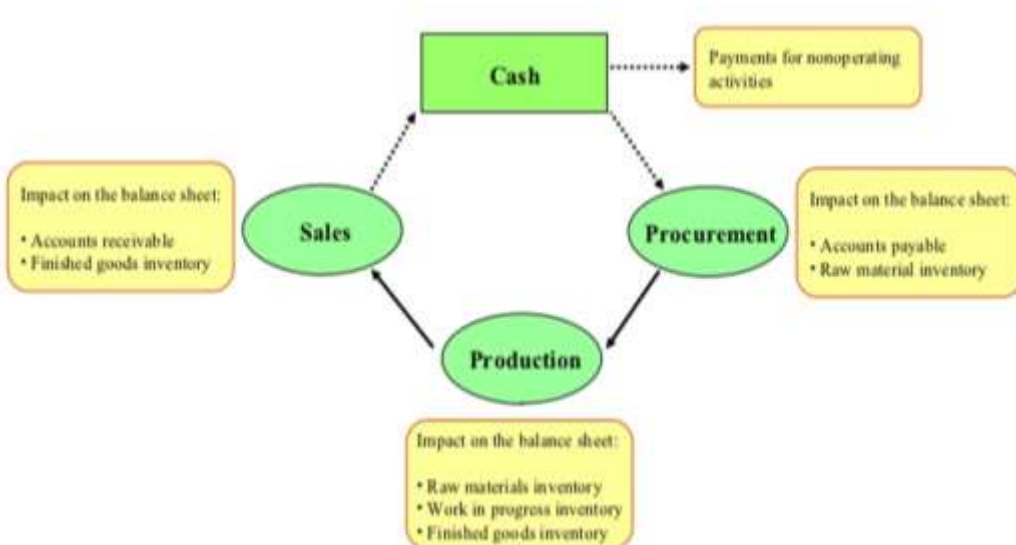 Cash
Payments for nonoperating
activities
Impact on the balance sheet:
• Accounts receivable
• Finished goods inventory
Sales
Procurement
Impact on the balance sheet:
• Accounts payable
• Raw material inventory
Production
Impact on the balance sheet:
• Raw materials inventory
• Work in progress inventory
• Finished goods inventory